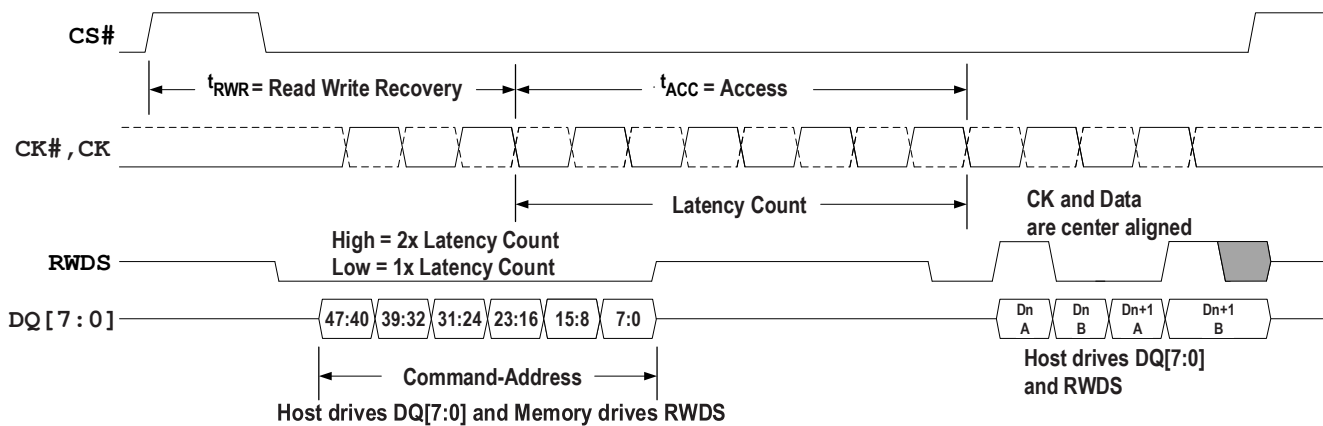 CS#
tRWR = Read Write Recovery
tACC = Access
CK#,CK
Latency Count
CK and Data
are center aligned
High = 2x Latency Count
Low = 1x Latency Count
RWDS
DQ[7:0]
47:40 39:32 31:24 23:16 15:8 7:0
Dn Dn Dn+1 Dn+1
A B A B
Command-Address
Host drives DQ[7:0]
and RWDS
Host drives DQ[7:0] and Memory drives RWDS